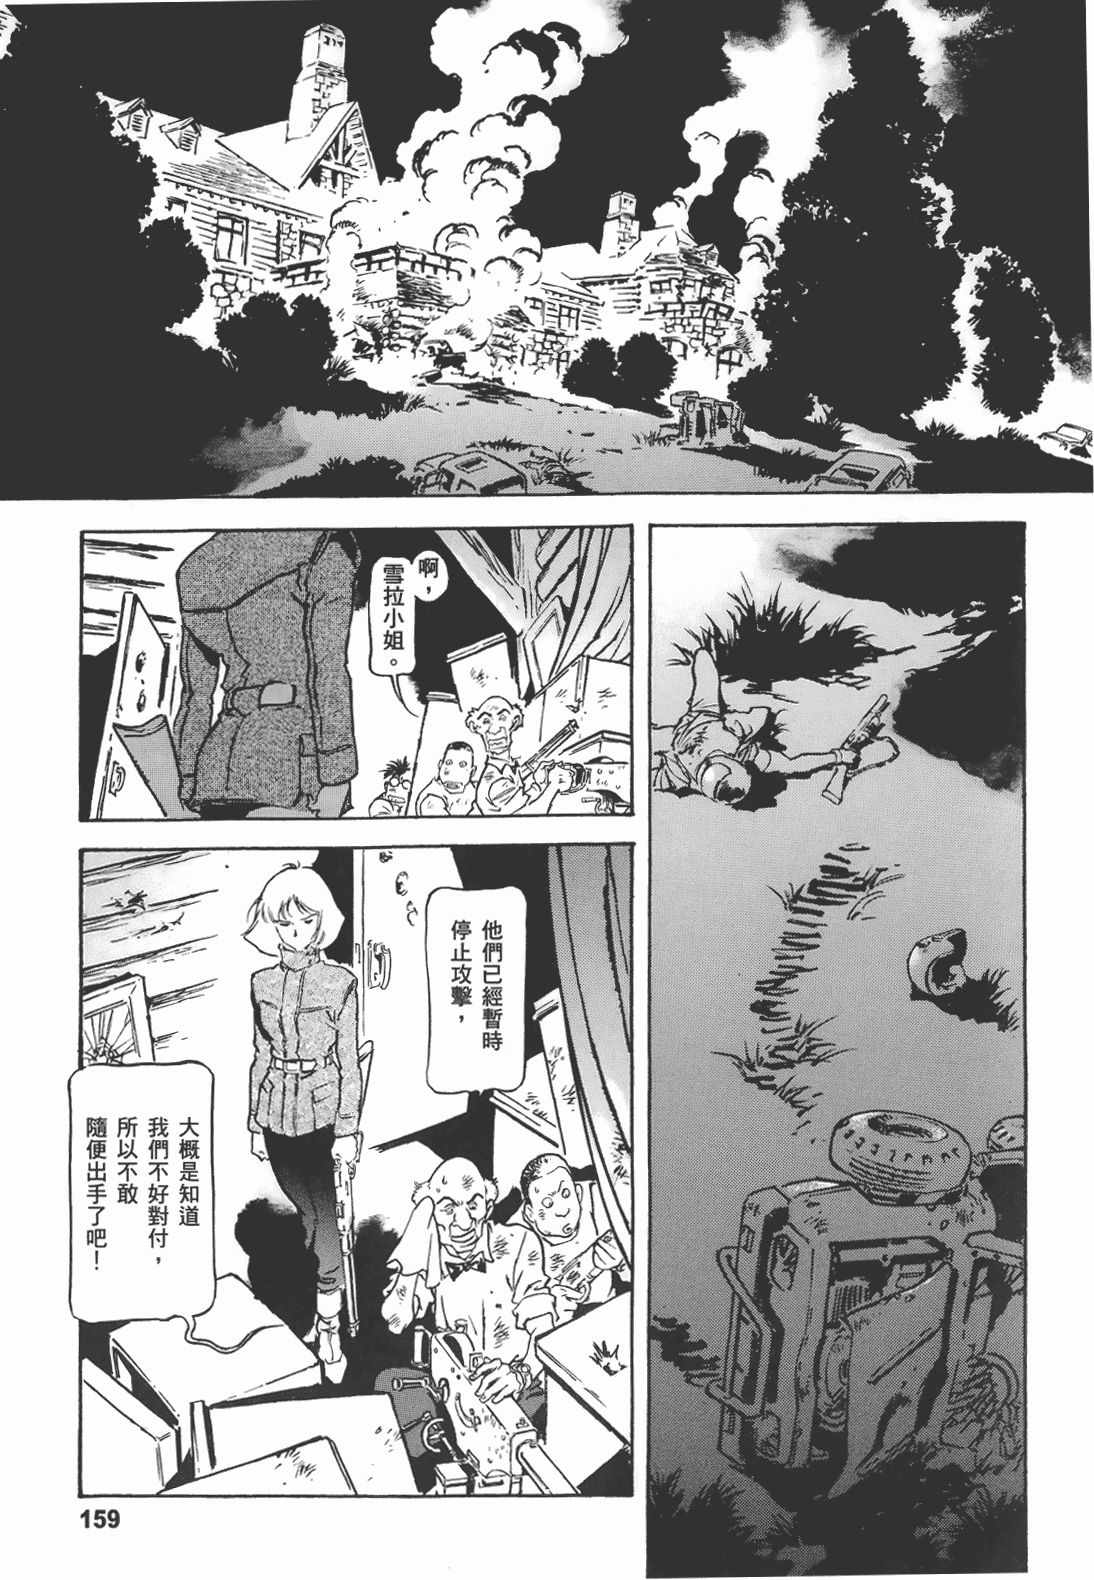 啊，
雪拉小姐。
他們已經暫時
停止攻擊，
大概是知道
我們不好對付，
所以不敢
隨便出手了吧！
159